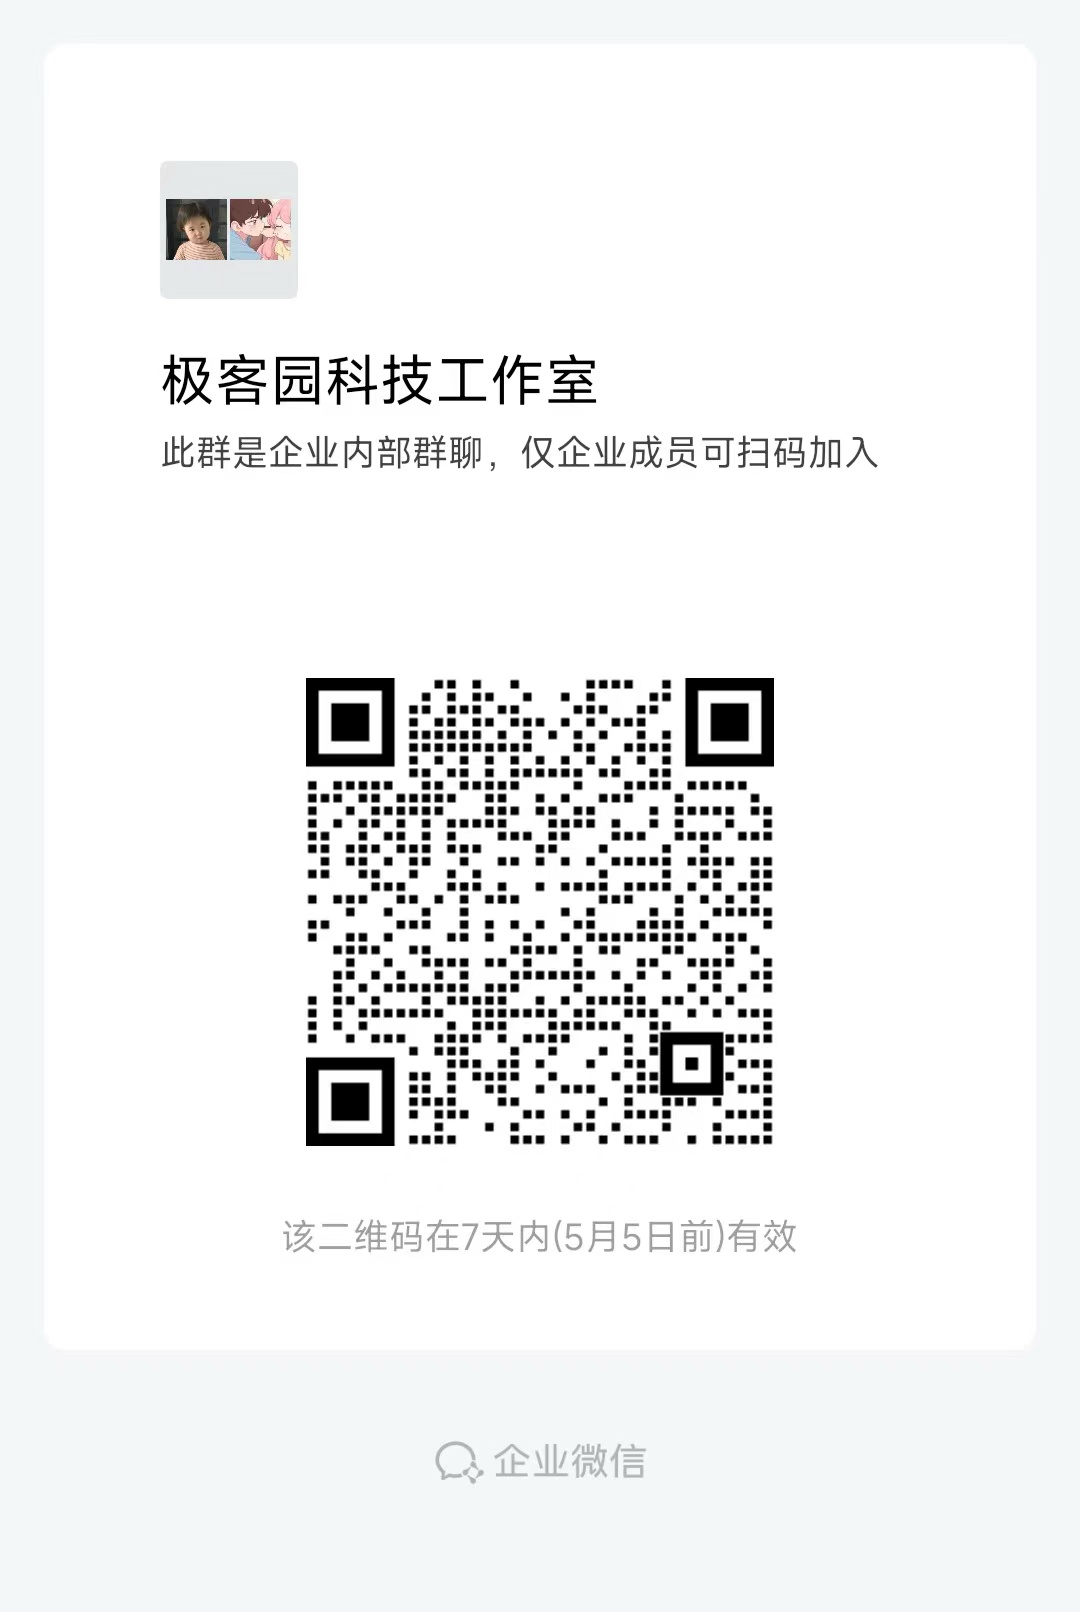 极客园科技工作室
此群是企业内部群聊，仅企业成员可扫码加入
该二维码在7天内(5月5日前)有效
企业微信